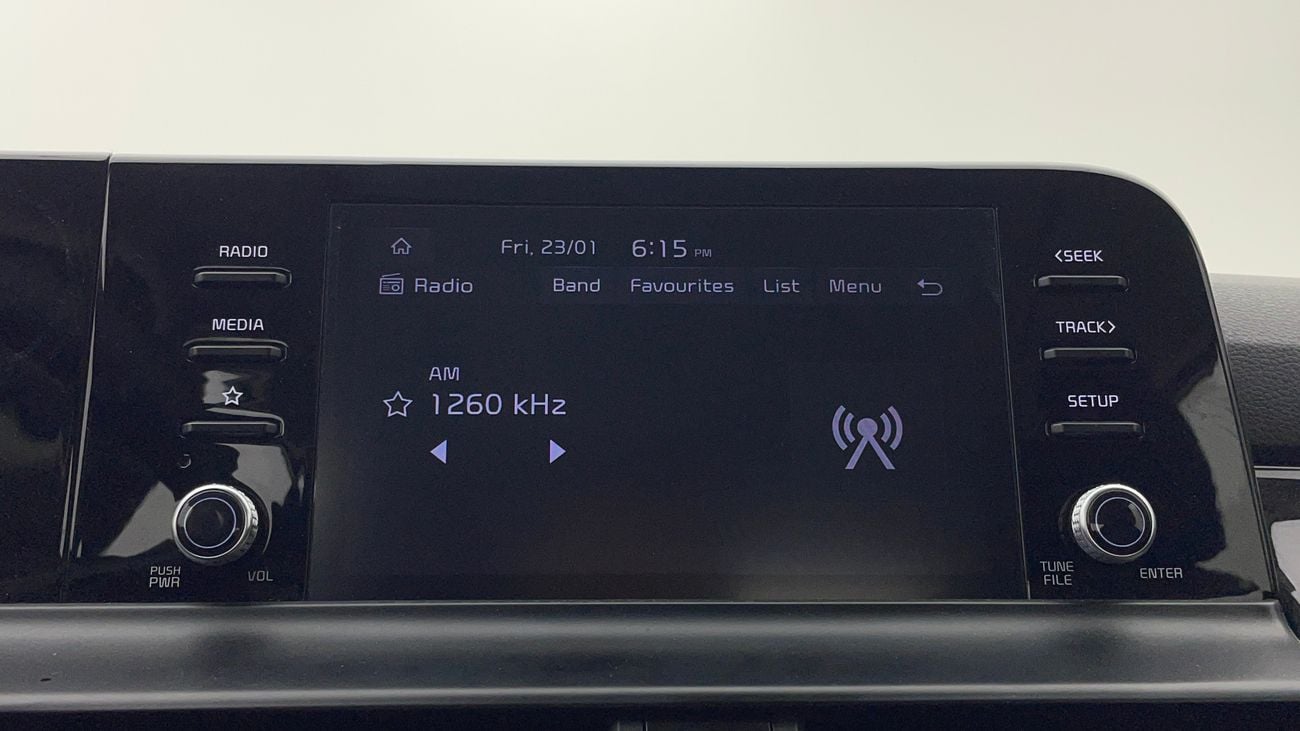 RADIO
MEDIA
PUSH
PWR
VOL
Fri, 23/01 6:15 PM
Radio Band Favourites List Menu
AM
1260 kHz
<SEEK
TRACK>
SETUP
TUNE
FILE
ENTER